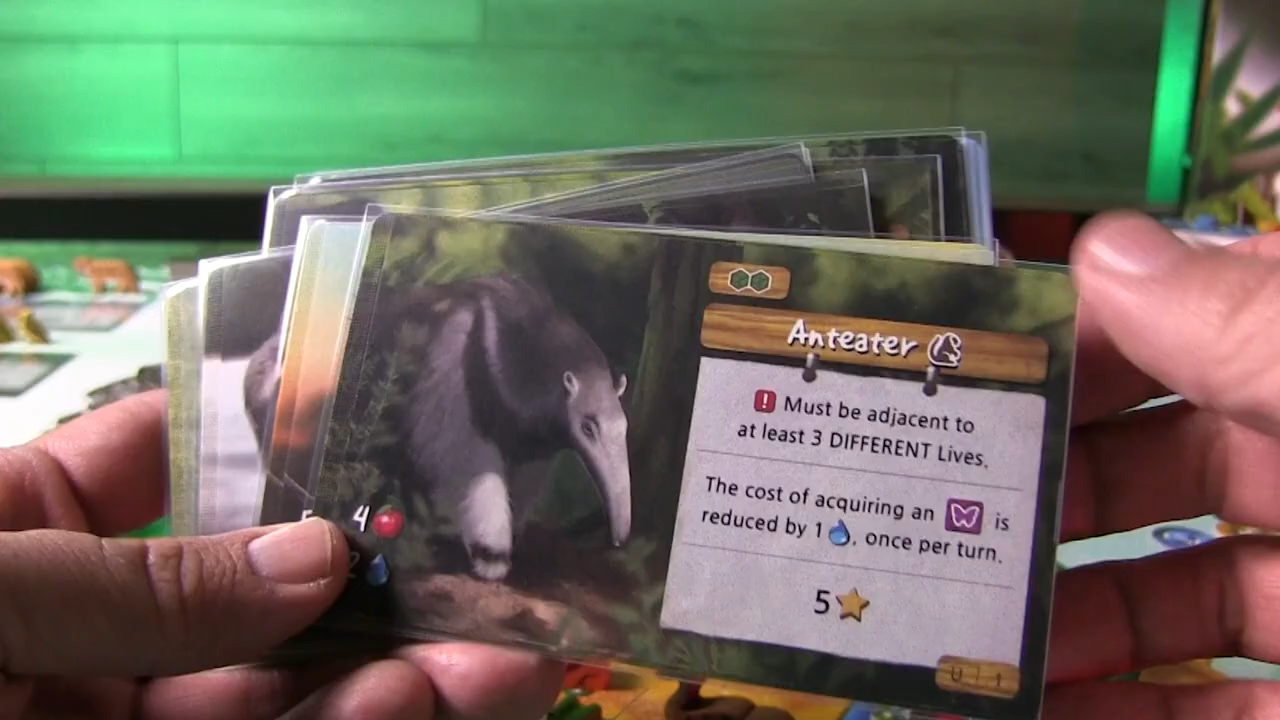 Anteater
! Must be adjacent to
at least 3 DIFFERENT Lives.
The cost of acquiring an is
reduced by 1 , once per turn.
5
4
2